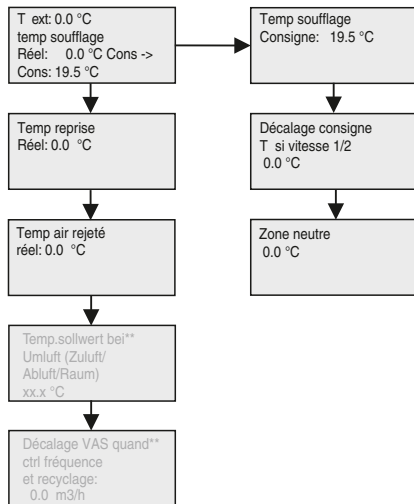 T ext: 0.0 °C
temp soufflage
Réel: 0.0 °C Cons ->
Cons: 19.5 °C
Temp soufflage
Consigne: 19.5 °C
Temp reprise
Réel: 0.0 °C
Décalage consigne
T si vitesse 1/2
0.0 °C
Temp air rejeté
réel: 0.0 °C
Zone neutre
0.0 °C
Temp.sollwert bei**
Umluft (Zuluft/
Abluft/Raum)
xx.x °C
Décalage VAS quand**
ctrl fréquence
et recyclage:
0.0 m3/h